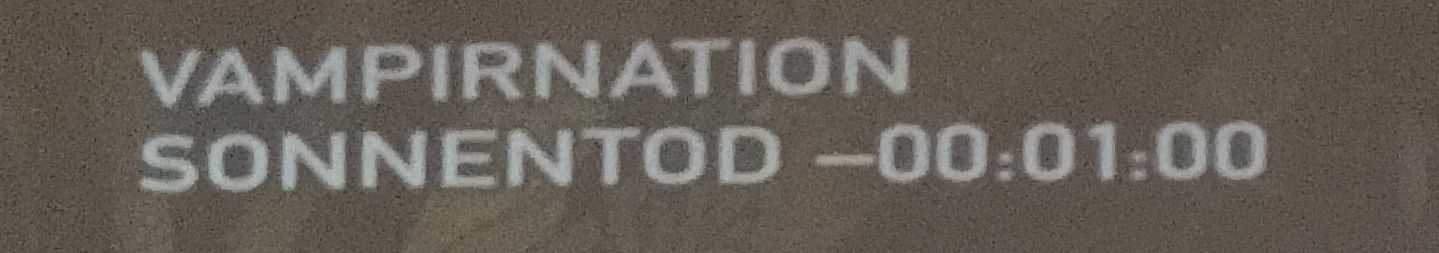 VAMPIRNATION
SONNENTOD –00:01:00